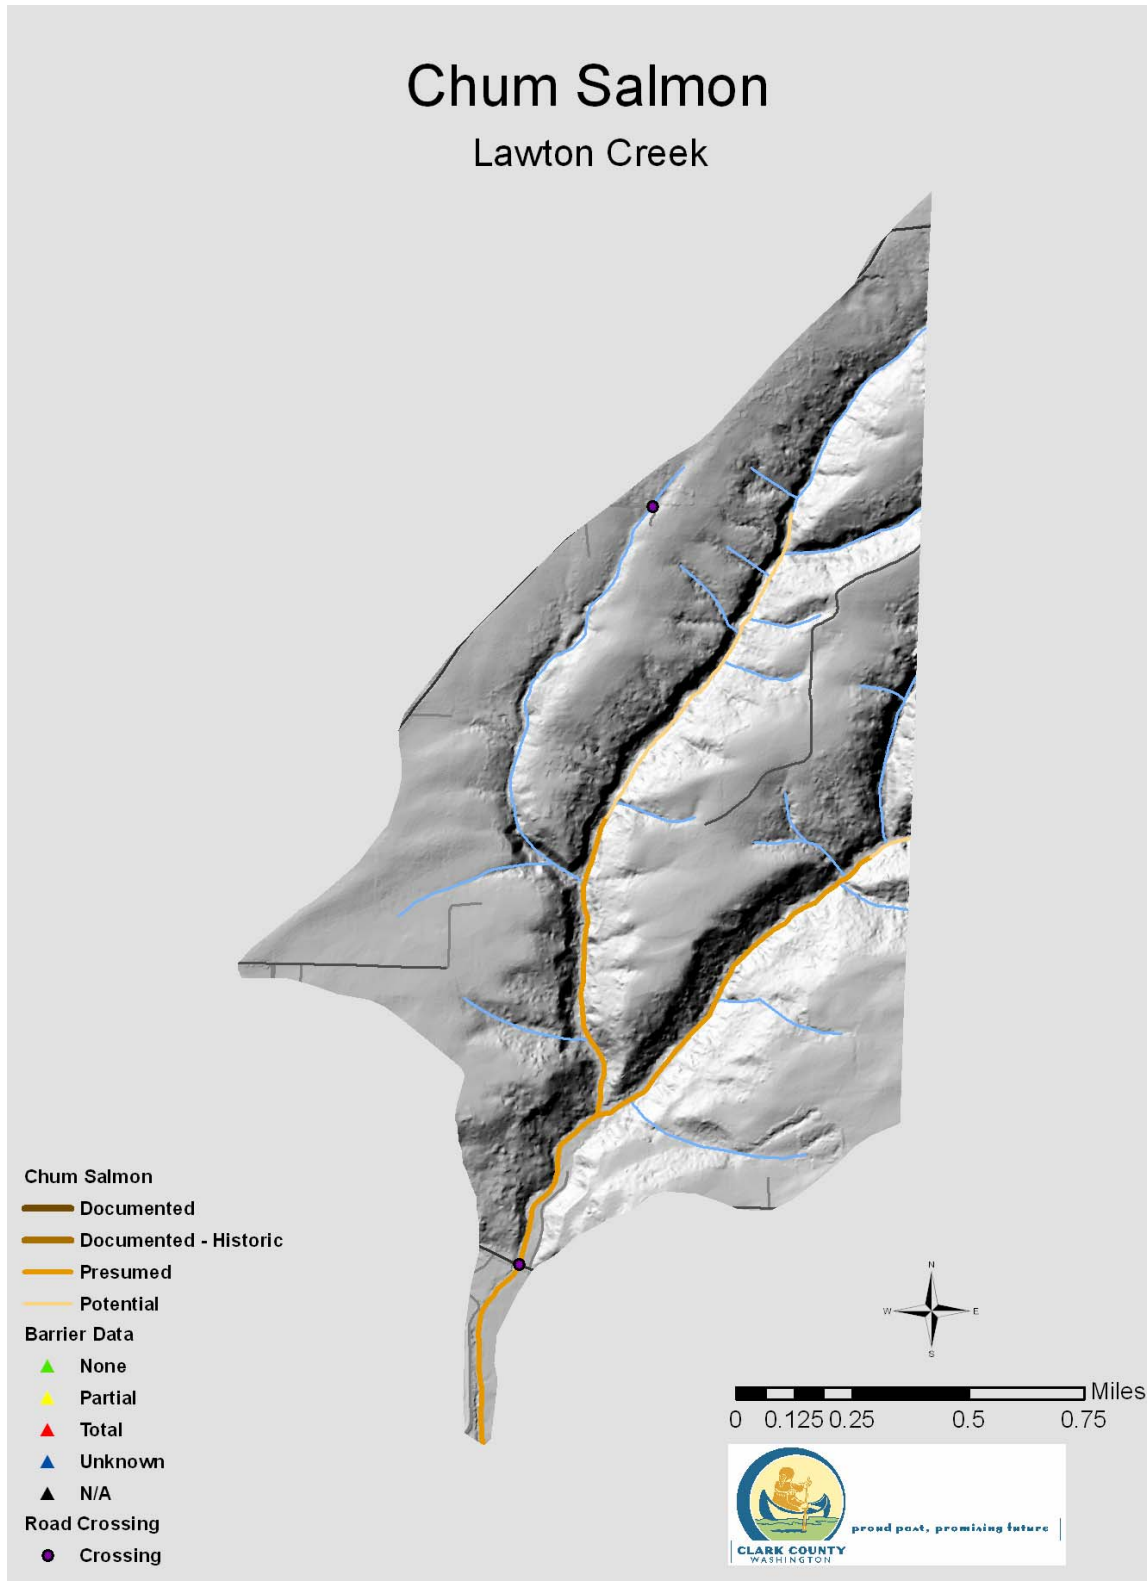 Chum Salmon
Lawton Creek
Chum Salmon
Documented
Documented - Historic
Presumed
Potential
Barrier Data
None
Partial
Total
Unknown
N/A
Road Crossing
Crossing
N
W E
S
Miles
0 0.125 0.25 0.5 0.75
proud past, promising future
CLARK COUNTY
WASHINGTON